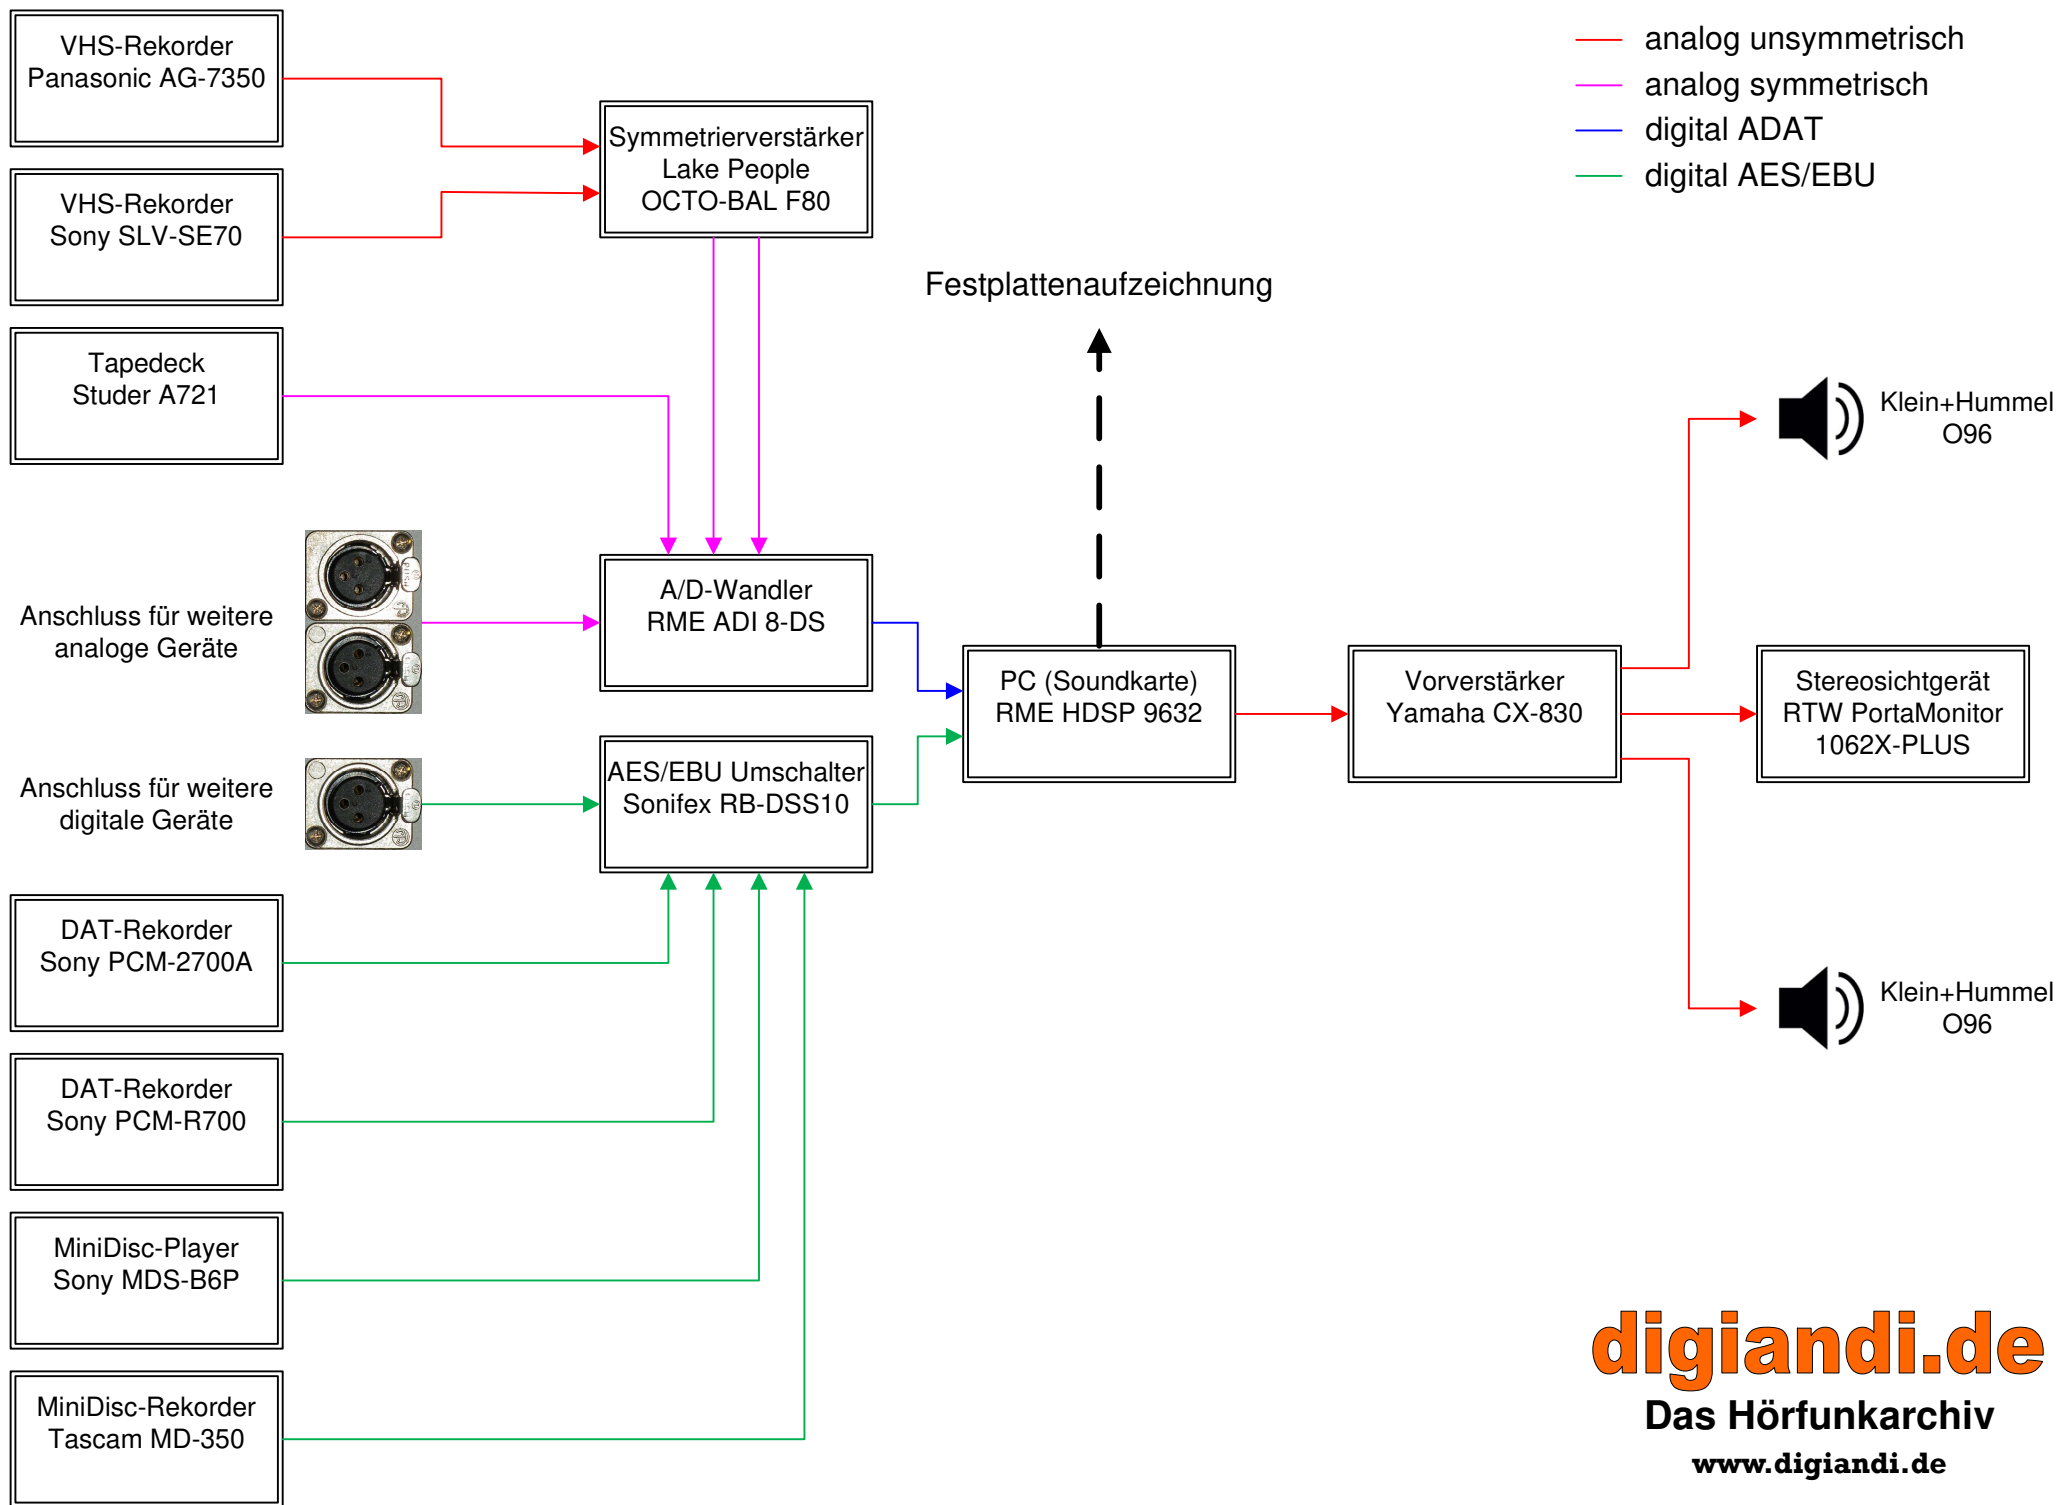 VHS-Rekorder
Panasonic AG-7350
VHS-Rekorder
Sony SLV-SE70
Tapedeck
Studer A721
Anschluss für weitere
analoge Geräte
Anschluss für weitere
digitale Geräte
DAT-Rekorder
Sony PCM-2700A
DAT-Rekorder
Sony PCM-R700
MiniDisc-Player
Sony MDS-B6P
MiniDisc-Rekorder
Tascam MD-350
Symmetrierverstärker
Lake People
OCTO-BAL F80
A/D-Wandler
RME ADI 8-DS
AES/EBU Umschalter
Sonifex RB-DSS10
Festplattenaufzeichnung
PC (Soundkarte)
RME HDSP 9632
Vorverstärker
Yamaha CX-830
analog unsymmetrisch
analog symmetrisch
digital ADAT
digital AES/EBU
Klein+Hummel
O96
Stereosichtgerät
RTW PortaMonitor
1062X-PLUS
Klein+Hummel
O96
digiandi.de
Das Hörfunkarchiv
www.digiandi.de